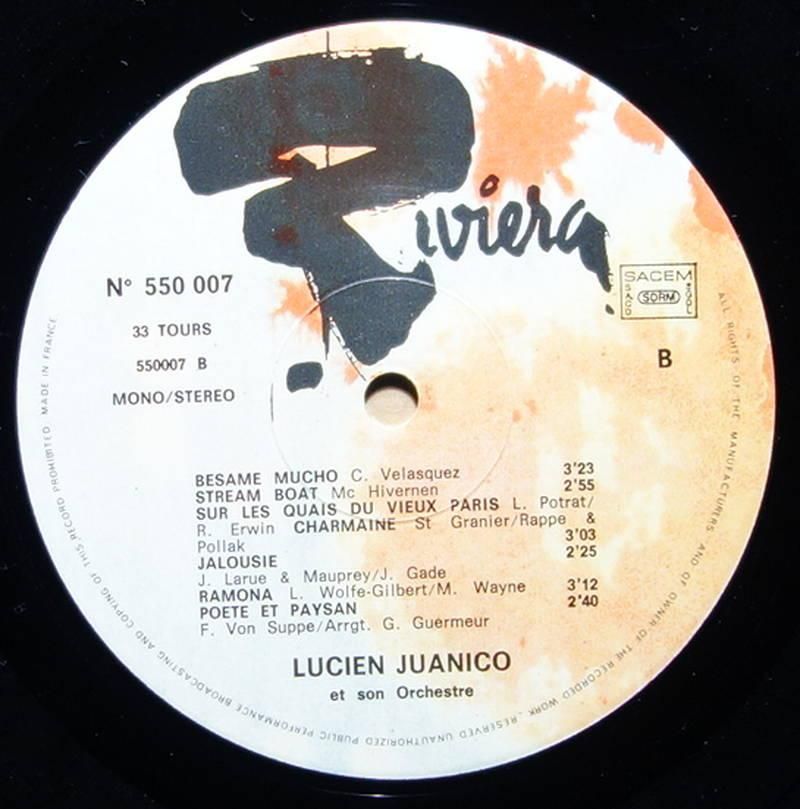 Riviera
N° 550 007
33 TOURS
550007 B
MONO/STEREO
SACEM
SACD SDRM SGDL
B
BESAME MUCHO C. Velasquez 3'23
STREAM BOAT Mc Hivernen 2'55
SUR LES QUAIS DU VIEUX PARIS L. Potrat/
R. Erwin CHARMAINE St Granier/Rappe &
Pollak 3'03
JALOUSIE 2'25
J. Larue & Mauprey/J. Gade
RAMONA L. Wolfe-Gilbert/M. Wayne 3'12
POETE ET PAYSAN 2'40
F. Von Suppe/Arrgt. G. Guermeur
LUCIEN JUANICO
et son Orchestre
ALL RIGHTS OF THE MANUFACTURERS AND OF OWNER OF THE RECORDED WORK. RESERVED UNAUTHORIZED PUBLIC PERFORMANCE BROADCASTING AND COPYING OF THIS RECORD PROHIBITED MADE IN FRANCE